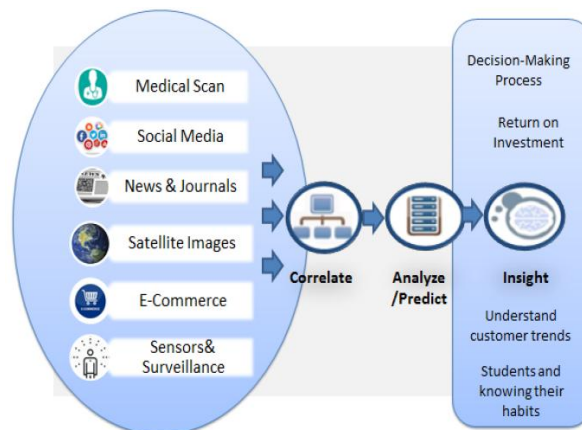 Medical Scan
Social Media
News & Journals
Satellite Images
E-Commerce
Sensors&
Surveillance
Correlate
Analyze
/Predict
Decision-Making
Process
Return on
Investment
Insight
Understand
customer trends
Students and
knowing their
habits